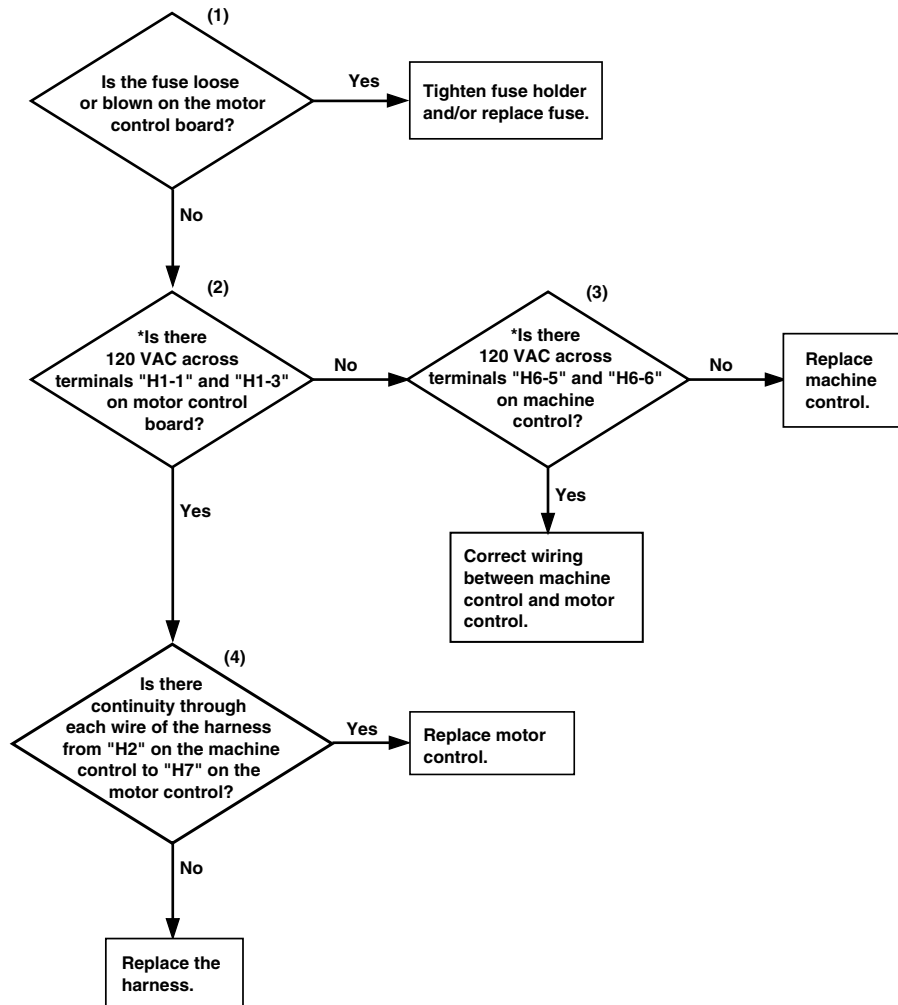 (1)
Is the fuse loose
or blown on the motor
control board?
Yes
Tighten fuse holder
and/or replace fuse.
No
(2)
*Is there
120 VAC across
terminals "H1-1" and "H1-3"
on motor control
board?
No
(3)
*Is there
120 VAC across
terminals "H6-5" and "H6-6"
on machine
control?
No
Replace
machine
control.
Yes
Yes
Correct wiring
between machine
control and motor
control.
(4)
Is there
continuity through
each wire of the harness
from "H2" on the machine
control to "H7" on the
motor control?
Yes
Replace motor
control.
No
Replace the
harness.